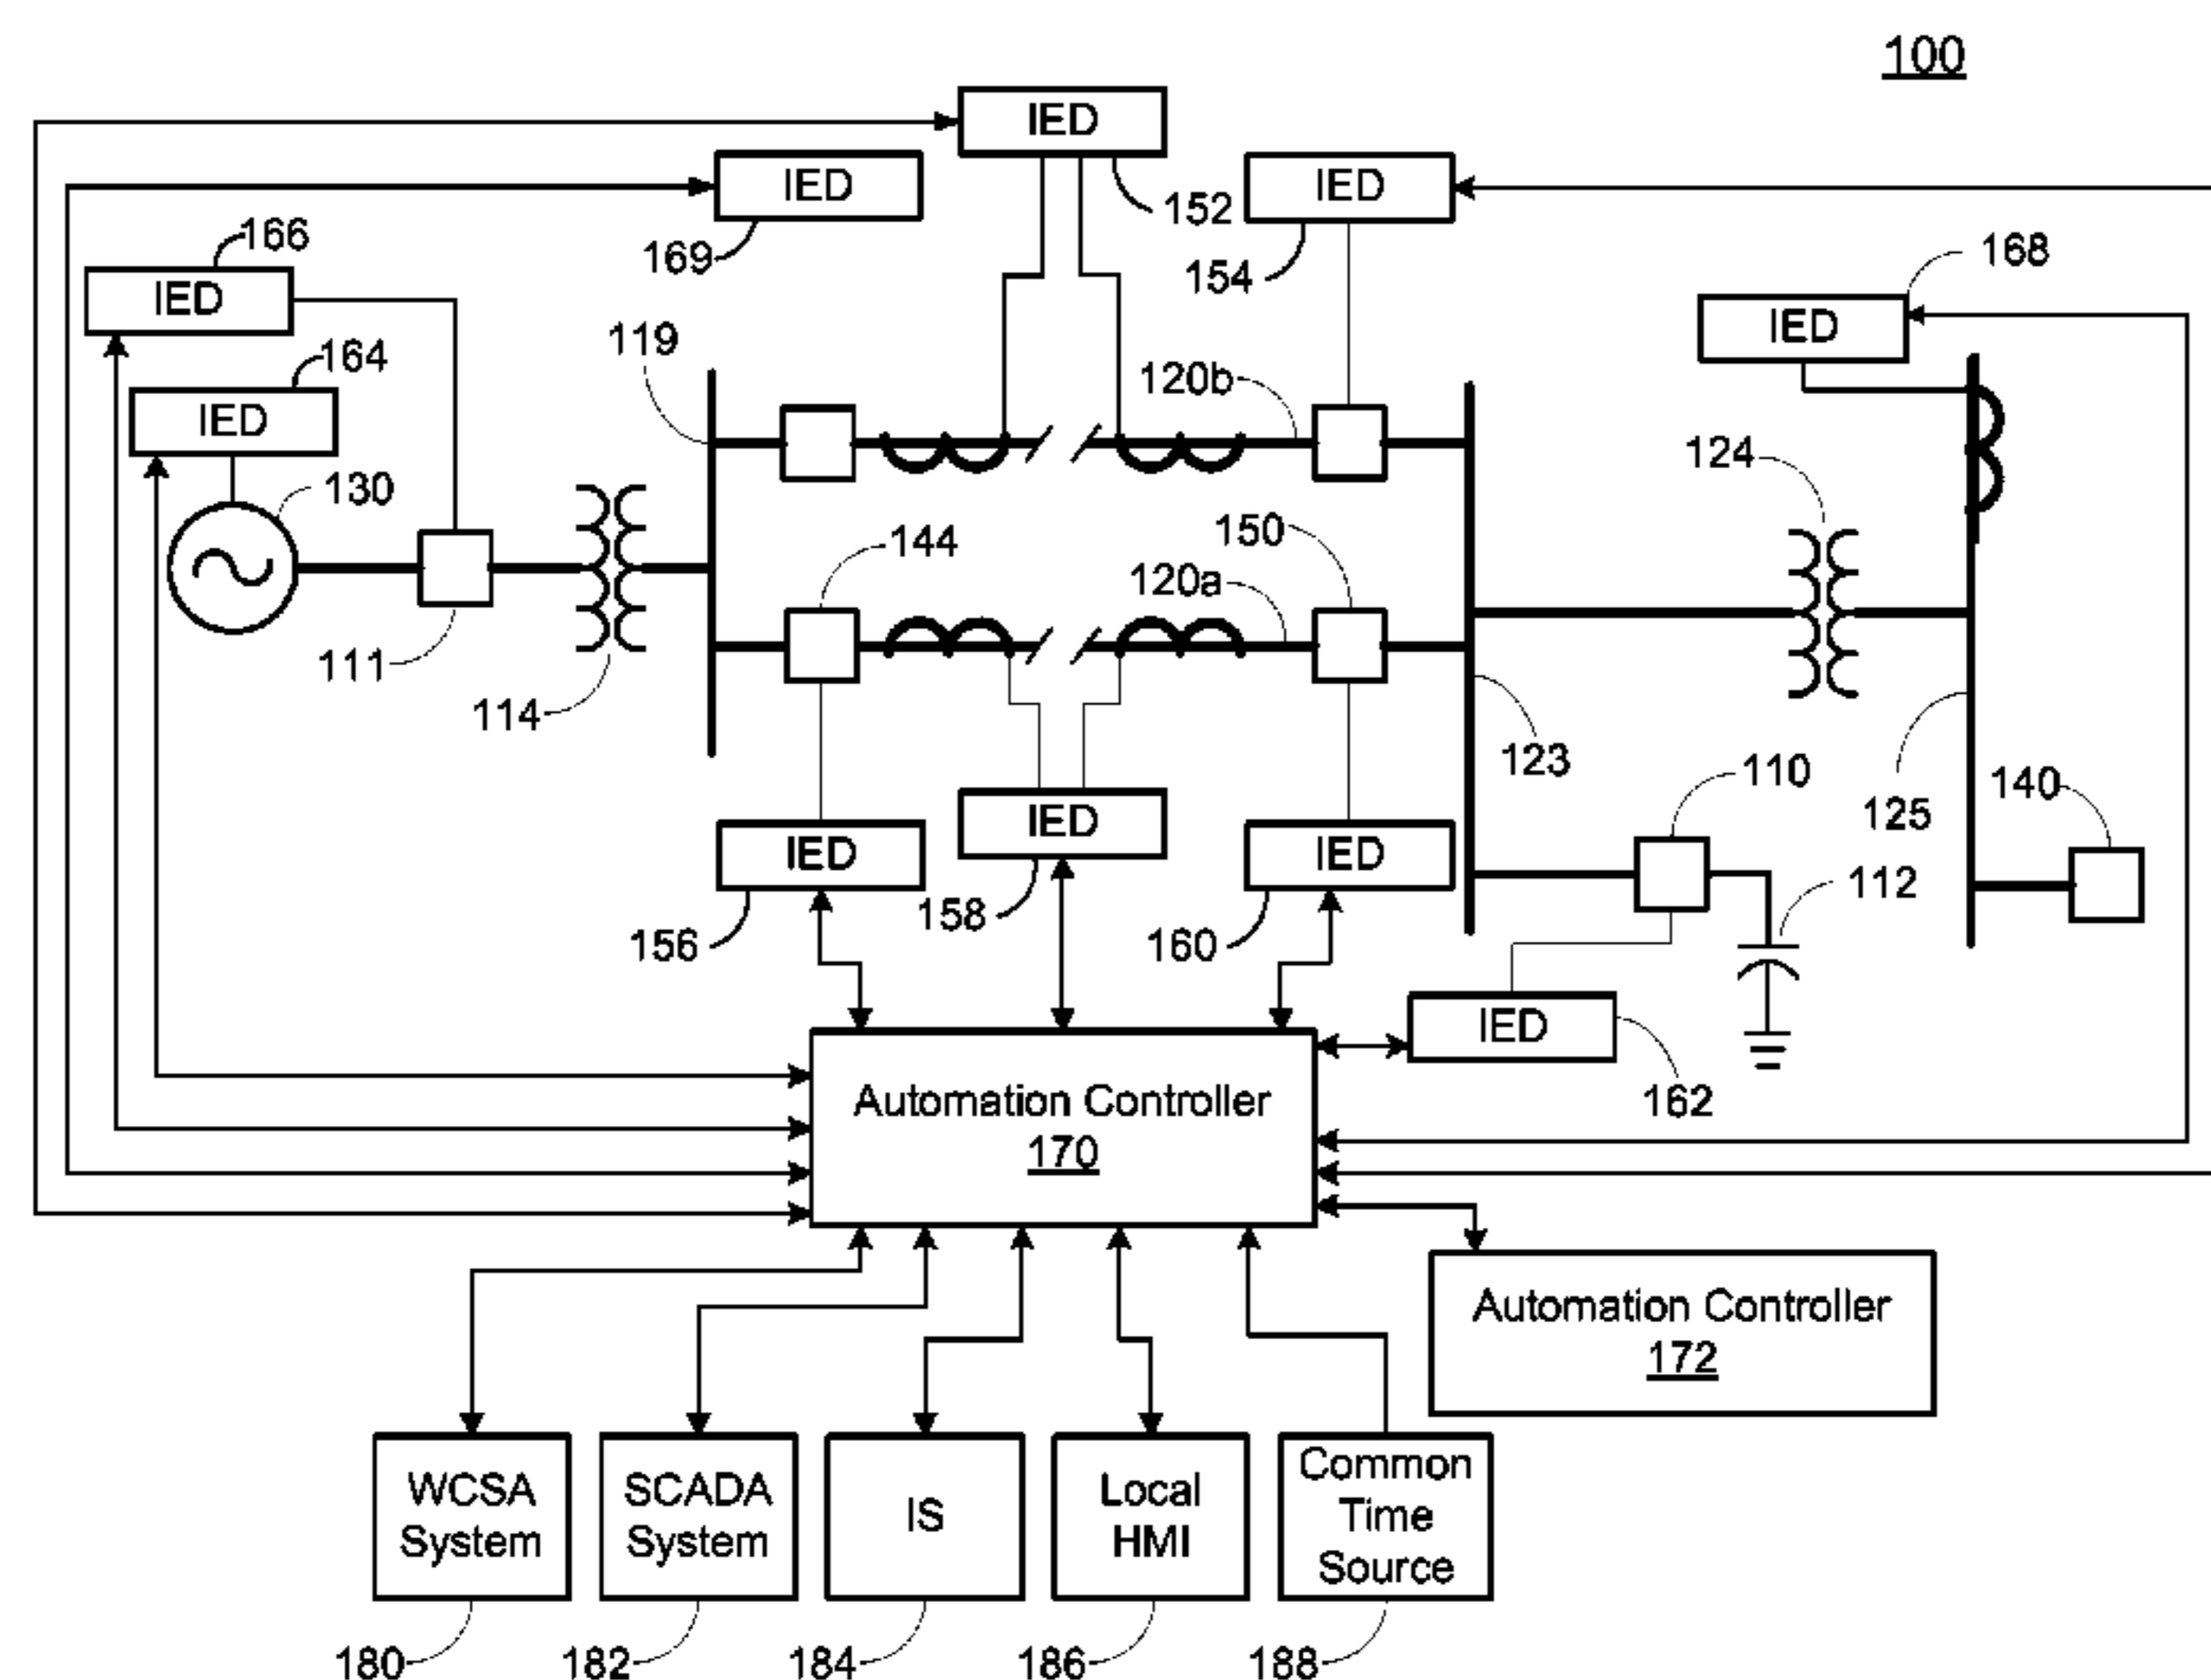 100
IED
IED
IED
152
166
169
154
168
IED
IED
164
119
IED
120b
IED
124
130
144
150
120a
111
114
123
110
140
125
IED
IED
IED
112
156
158
160
IED
162
Automation Controller
170
Automation Controller
172
WCSA
System
SCADA
System
IS
Local
HMI
Common
Time
Source
180
182
184
186
188